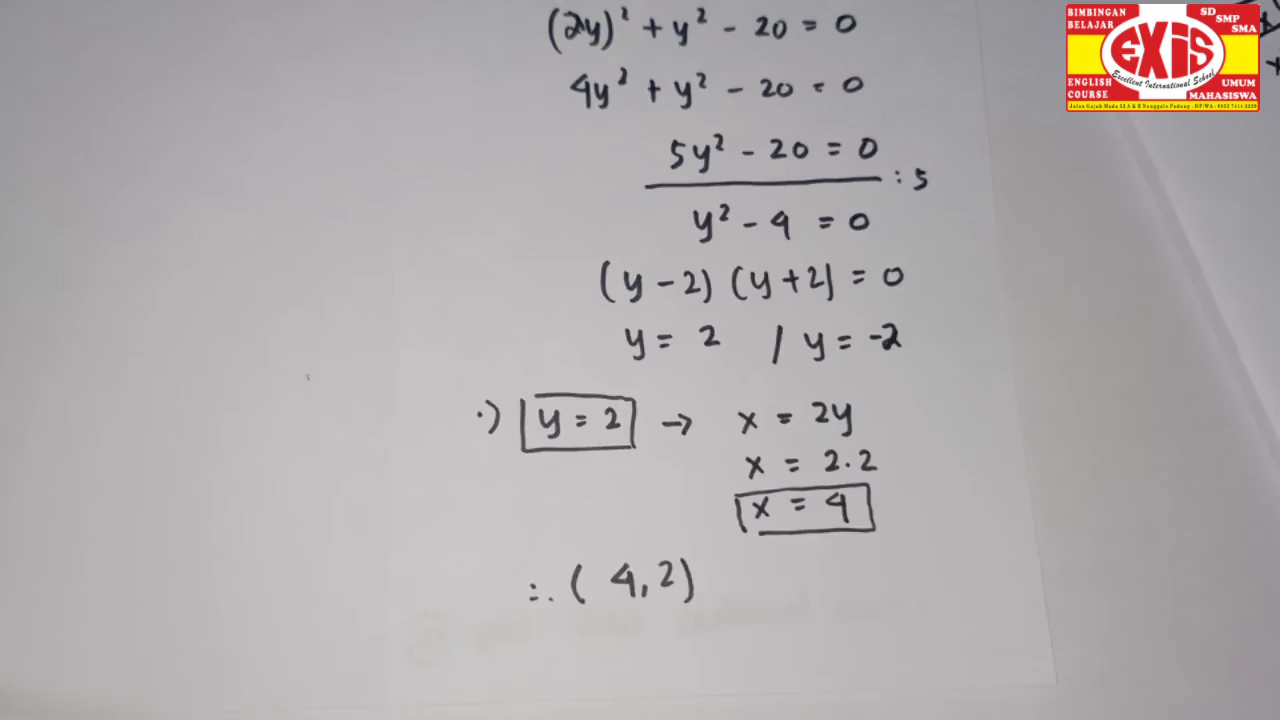 (2y)² + y² - 20 = 0
4y² + y² - 20 = 0
5y² - 20 = 0
: 5
y² - 4 = 0
(y - 2) (y + 2) = 0
y = 2 / y = -2
·) y = 2 → x = 2y
x = 2.2
x = 4
∴ (4, 2)
BIMBINGAN BELAJAR
SD SMP SMA
EXIS
Excellent International School
ENGLISH COURSE
UMUM MAHASISWA